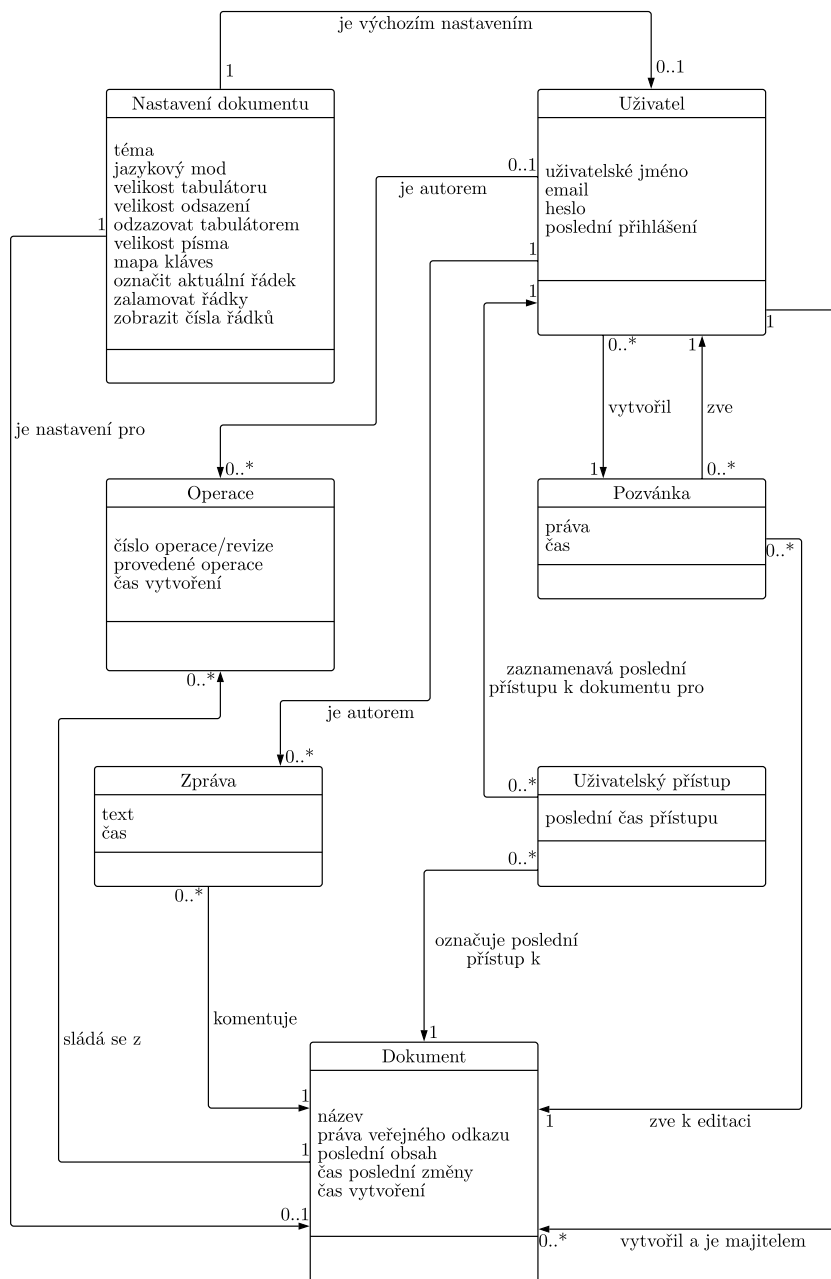 je výchozím nastavením
1
0..1
Nastavení dokumentu
téma
jazykový mod
velikost tabulátoru
velikost odsazení
odzazovat tabulátorem
velikost písma
mapa kláves
označit aktuální řádek
zalamovat řádky
zobrazit čísla řádků
Uživatel
uživatelské jméno
email
heslo
poslední přihlášení
0..1
je autorem
1
1
1
1
0..*
1
vytvořil
zve
je nastavení pro
0..*
1
0..*
Operace
číslo operace/revize
provedené operace
čas vytvoření
Pozvánka
práva
čas
0..*
0..*
zaznamenavá poslední
přístupu k dokumentu pro
je autorem
0..*
Zpráva
text
čas
0..*
Uživatelský přístup
poslední čas přístupu
0..*
0..*
označuje poslední
přístup k
komentuje
sládá se z
1
Dokument
název
práva veřejného odkazu
poslední obsah
čas poslední změny
čas vytvoření
1
1
1
zve k editaci
0..1
0..*
vytvořil a je majitelem